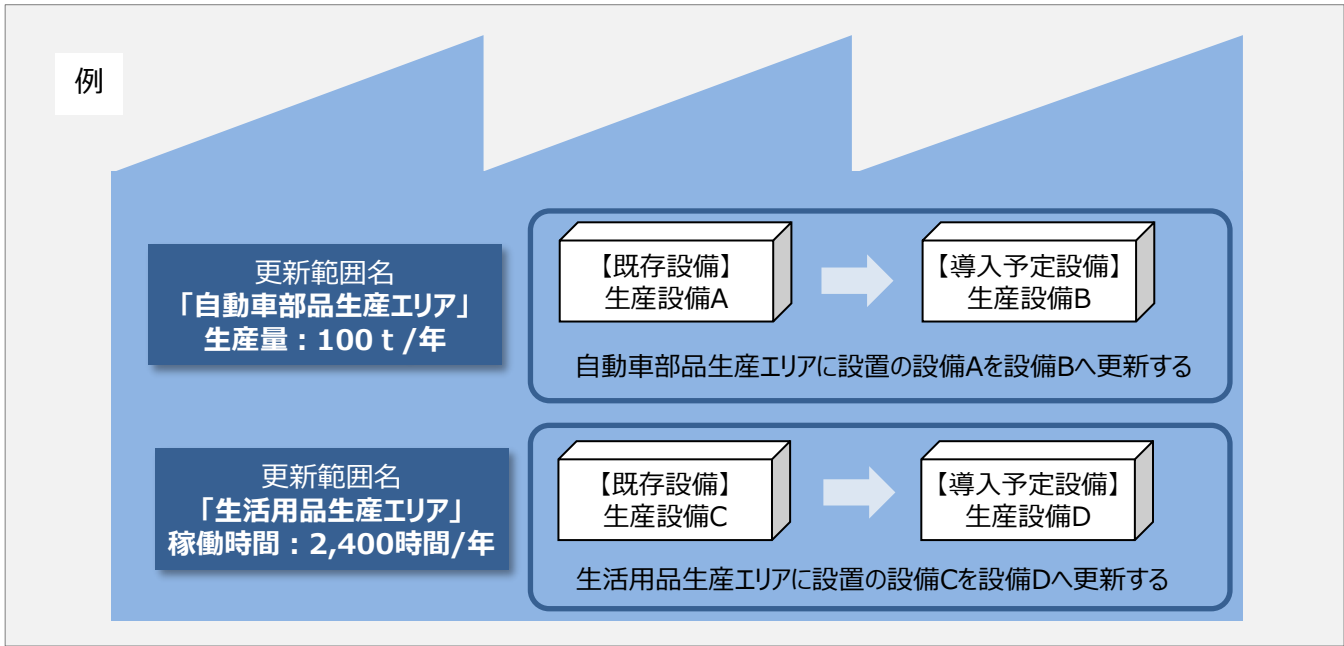 例
更新範囲名
「自動車部品生産エリア」
生産量：100ｔ/年
【既存設備】
生産設備A
【導入予定設備】
生産設備B
自動車部品生産エリアに設置の設備Aを設備Bへ更新する
更新範囲名
「生活用品生産エリア」
稼働時間：2,400時間/年
【既存設備】
生産設備C
【導入予定設備】
生産設備D
生活用品生産エリアに設置の設備Cを設備Dへ更新する